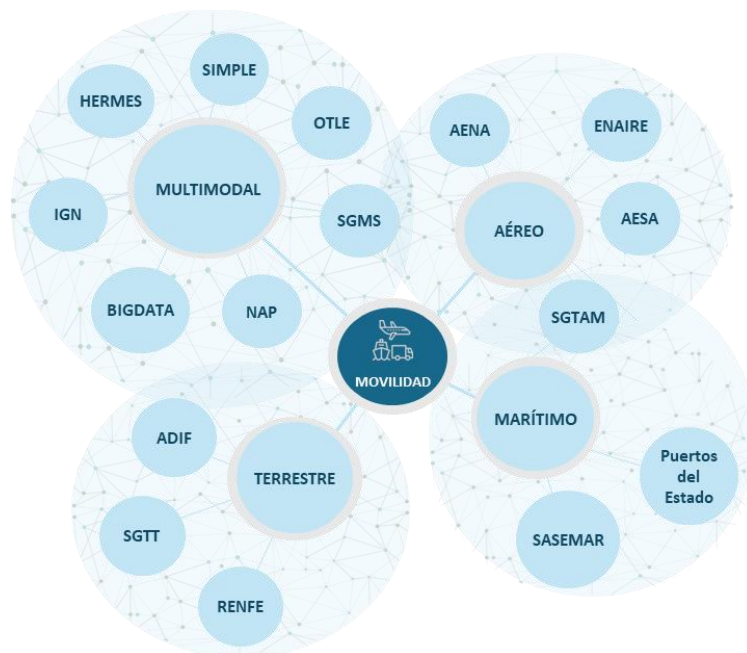 SIMPLE
HERMES
OTLE
MULTIMODAL
IGN
SGMS
BIGDATA
NAP
AENA
ENAIRE
AÉREO
AESA
SGTAM
MOVILIDAD
MARÍTIMO
Puertos
del
Estado
SASEMAR
ADIF
TERRESTRE
SGTT
RENFE